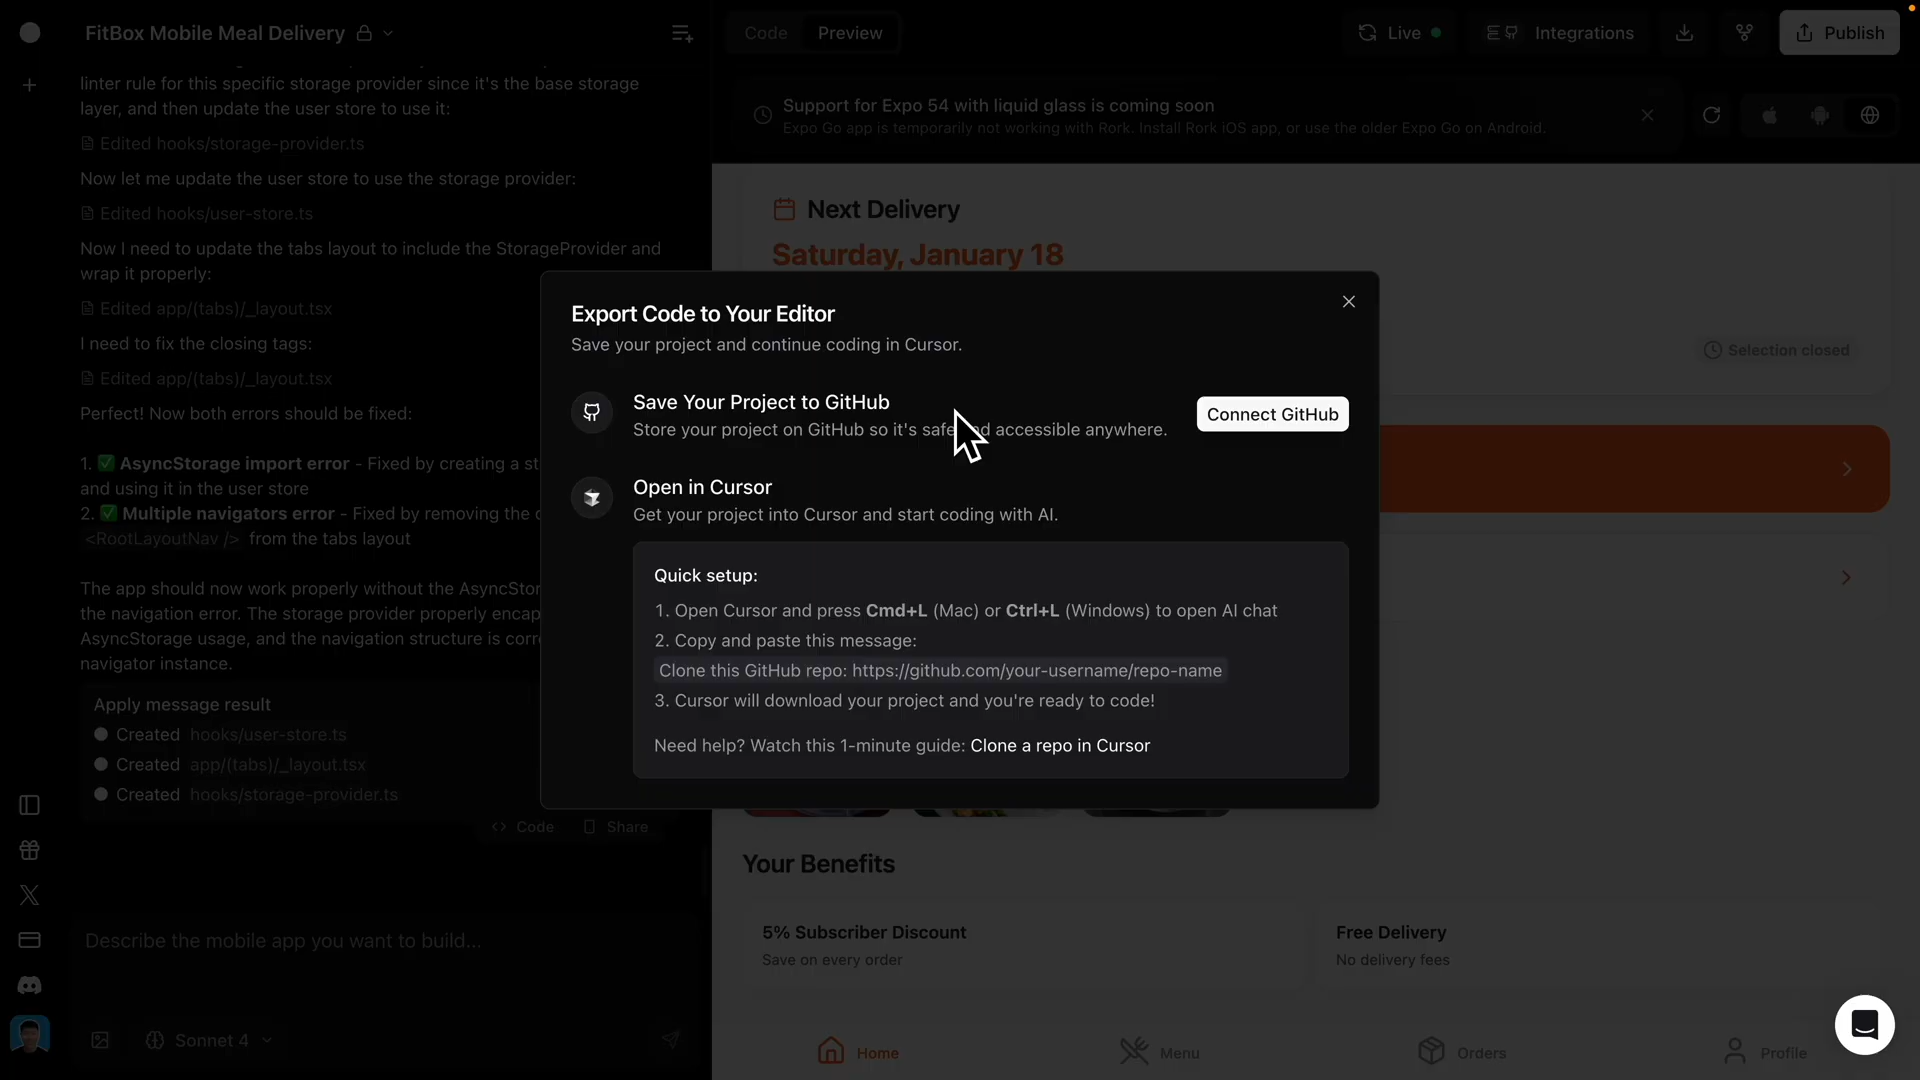 FitBox Mobile Meal Delivery
Code
Preview
Live
Integrations
Publish
linter rule for this specific storage provider since it's the base storage
layer, and then update the user store to use it:
Edited hooks/storage-provider.ts
Now let me update the user store to use the storage provider:
Edited hooks/user-store.ts
Now I need to update the tabs layout to include the StorageProvider and
wrap it properly:
Edited app/(tabs)/_layout.tsx
I need to fix the closing tags:
Edited app/(tabs)/_layout.tsx
Perfect! Now both errors should be fixed:
1. ✅ AsyncStorage import error - Fixed by creating a st
and using it in the user store
2. ✅ Multiple navigators error - Fixed by removing the
<RootLayoutNav /> from the tabs layout
The app should now work properly without the AsyncStor
the navigation error. The storage provider properly encap
AsyncStorage usage, and the navigation structure is corr
navigator instance.
Apply message result
Created hooks/user-store.ts
Created app/(tabs)/_layout.tsx
Created hooks/storage-provider.ts
Code
Share
Describe the mobile app you want to build...
Sonnet 4
Support for Expo 54 with liquid glass is coming soon
Expo Go app is temporarily not working with Rork. Install Rork iOS app, or use the older Expo Go on Android.
Next Delivery
Saturday, January 18
Selection closed
Export Code to Your Editor
Save your project and continue coding in Cursor.
Save Your Project to GitHub
Store your project on GitHub so it's safe and accessible anywhere.
Connect GitHub
Open in Cursor
Get your project into Cursor and start coding with AI.
Quick setup:
1. Open Cursor and press Cmd+L (Mac) or Ctrl+L (Windows) to open AI chat
2. Copy and paste this message:
Clone this GitHub repo: https://github.com/your-username/repo-name
3. Cursor will download your project and you're ready to code!
Need help? Watch this 1-minute guide: Clone a repo in Cursor
Your Benefits
5% Subscriber Discount
Save on every order
Free Delivery
No delivery fees
Home
Menu
Orders
Profile